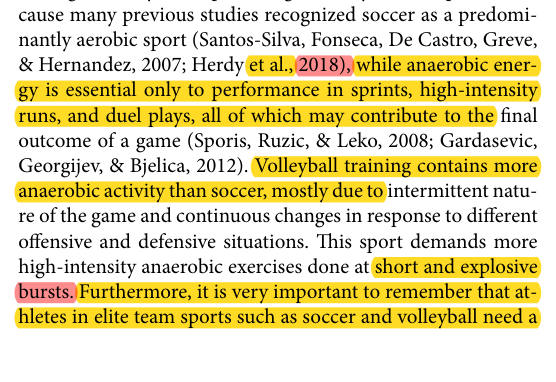 cause many previous studies recognized soccer as a predomi-
nantly aerobic sport (Santos-Silva, Fonseca, De Castro, Greve,
& Hernandez, 2007; Herdy et al., 2018), while anaerobic ener-
gy is essential only to performance in sprints, high-intensity
runs, and duel plays, all of which may contribute to the final
outcome of a game (Sporis, Ruzic, & Leko, 2008; Gardasevic,
Georgijev, & Bjelica, 2012). Volleyball training contains more
anaerobic activity than soccer, mostly due to intermittent natu-
re of the game and continuous changes in response to different
offensive and defensive situations. This sport demands more
high-intensity anaerobic exercises done at short and explosive
bursts. Furthermore, it is very important to remember that at-
hletes in elite team sports such as soccer and volleyball need a